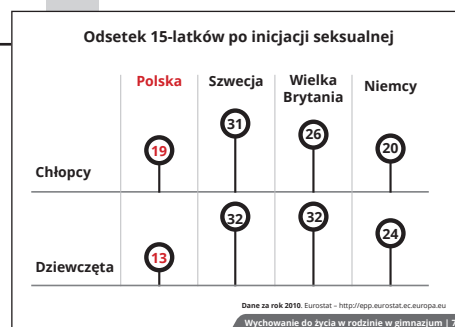 Odsetek 15-latków po inicjacji seksualnej
Polska Szwecja Wielka Brytania Niemcy
Chłopcy 19 31 26 20
Dziewczęta 13 32 32 24
Dane za rok 2010. Eurostat – http://epp.eurostat.ec.europa.eu
Wychowanie do życia w rodzinie w gimnazjum | 7